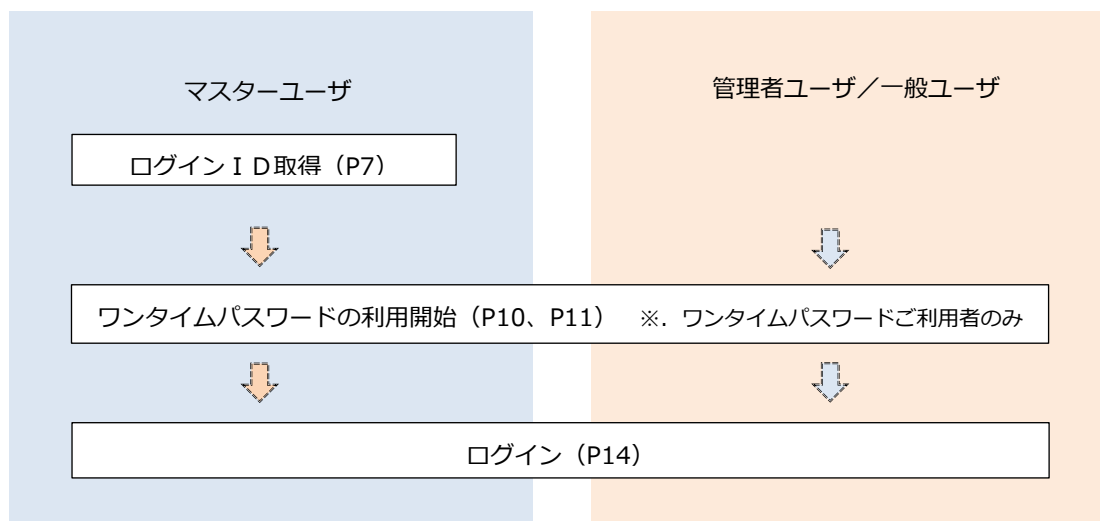 マスターユーザ
管理者ユーザ／一般ユーザ
ログインＩＤ取得（P7）
ワンタイムパスワードの利用開始（P10、P11）　※．ワンタイムパスワードご利用者のみ
ログイン（P14）